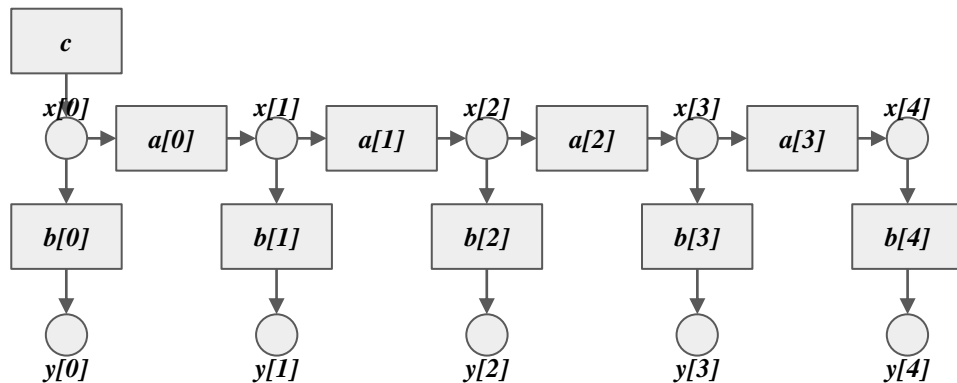 c
x[0] x[1] x[2] x[3] x[4]
a[0] a[1] a[2] a[3]
b[0] b[1] b[2] b[3] b[4]
y[0] y[1] y[2] y[3] y[4]